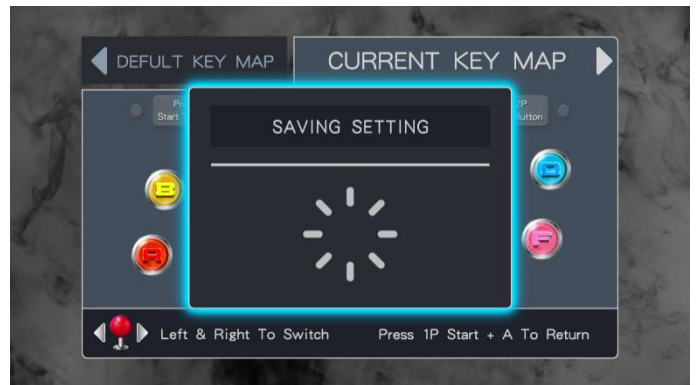 DEFULT KEY MAP
CURRENT KEY MAP
Start
2P
Button
SAVING SETTING
B
A
F
Left & Right To Switch
Press 1P Start + A To Return